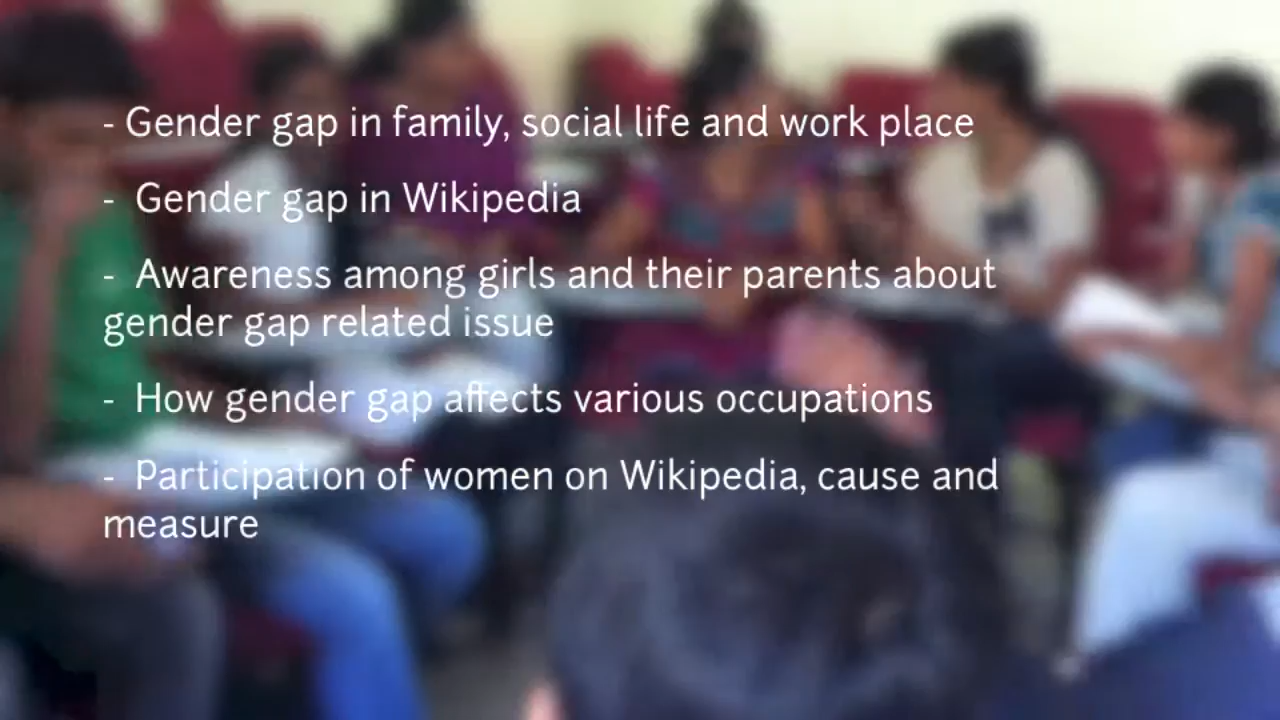 - Gender gap in family, social life and work place
- Gender gap in Wikipedia
- Awareness among girls and their parents about
gender gap related issue
- How gender gap affects various occupations
- Participation of women on Wikipedia, cause and
measure